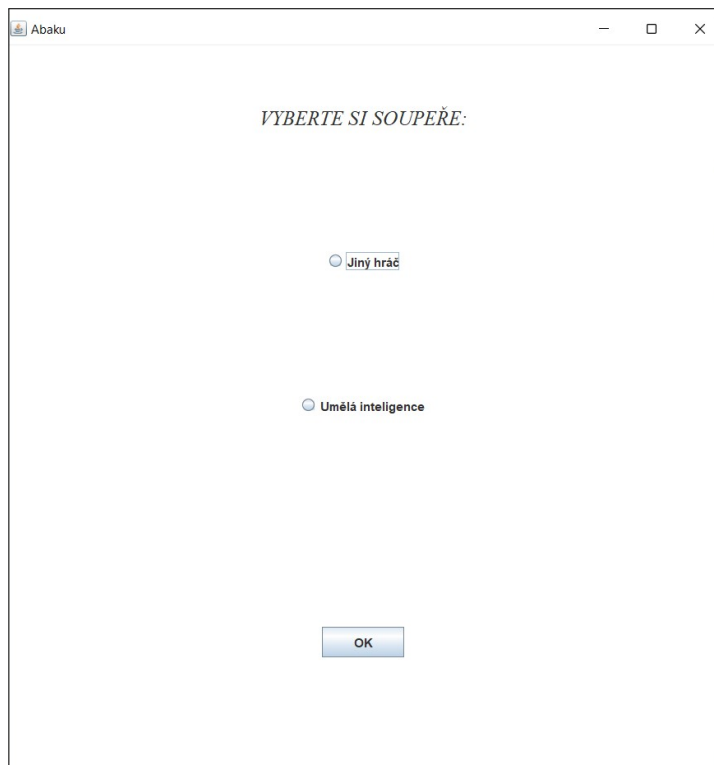 Abaku
VYBERTE SI SOUPEŘE:
Jiný hráč
Umělá inteligence
OK